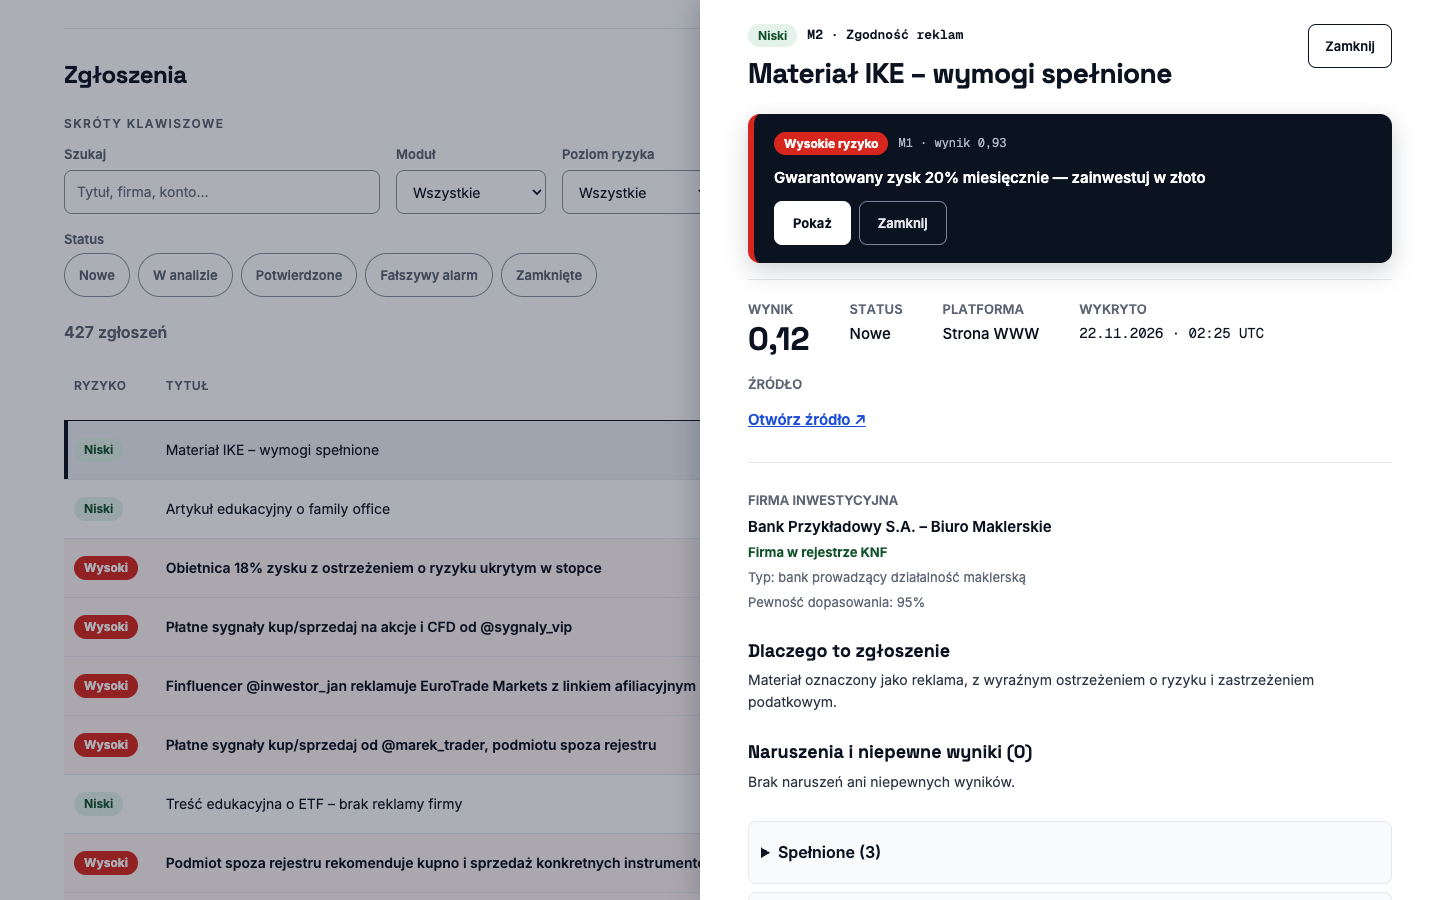 Zgłoszenia
SKRÓTY KLAWISZOWE
Szukaj
Tytuł, firma, konto...
Moduł
Wszystkie
Poziom ryzyka
Wszystkie
Status
Nowe
W analizie
Potwierdzone
Fałszywy alarm
Zamknięte
427 zgłoszeń
RYZYKO TYTUŁ
Niski Materiał IKE – wymogi spełnione
Niski Artykuł edukacyjny o family office
Wysoki Obietnica 18% zysku z ostrzeżeniem o ryzyku ukrytym w stopce
Wysoki Płatne sygnały kup/sprzedaj na akcje i CFD od @sygnaly_vip
Wysoki Finfluencer @inwestor_jan reklamuje EuroTrade Markets z linkiem afiliacyjnym
Wysoki Płatne sygnały kup/sprzedaj od @marek_trader, podmiotu spoza rejestru
Niski Treść edukacyjna o ETF – brak reklamy firmy
Wysoki Podmiot spoza rejestru rekomenduje kupno i sprzedaż konkretnych
Niski M2 · Zgodność reklam
Zamknij
Materiał IKE – wymogi spełnione
Wysokie ryzyko M1 · wynik 0,93
Gwarantowany zysk 20% miesięcznie — zainwestuj w złoto
Pokaż
Zamknij
WYNIK
0,12
STATUS
Nowe
PLATFORMA
Strona WWW
WYKRYTO
22.11.2026 · 02:25 UTC
ŹRÓDŁO
Otwórz źródło ↗
FIRMA INWESTYCYJNA
Bank Przykładowy S.A. – Biuro Maklerskie
Firma w rejestrze KNF
Typ: bank prowadzący działalność maklerską
Pewność dopasowania: 95%
Dlaczego to zgłoszenie
Materiał oznaczony jako reklama, z wyraźnym ostrzeżeniem o ryzyku i zastrzeżeniem
podatkowym.
Naruszenia i niepewne wyniki (0)
Brak naruszeń ani niepewnych wyników.
▶ Spełnione (3)